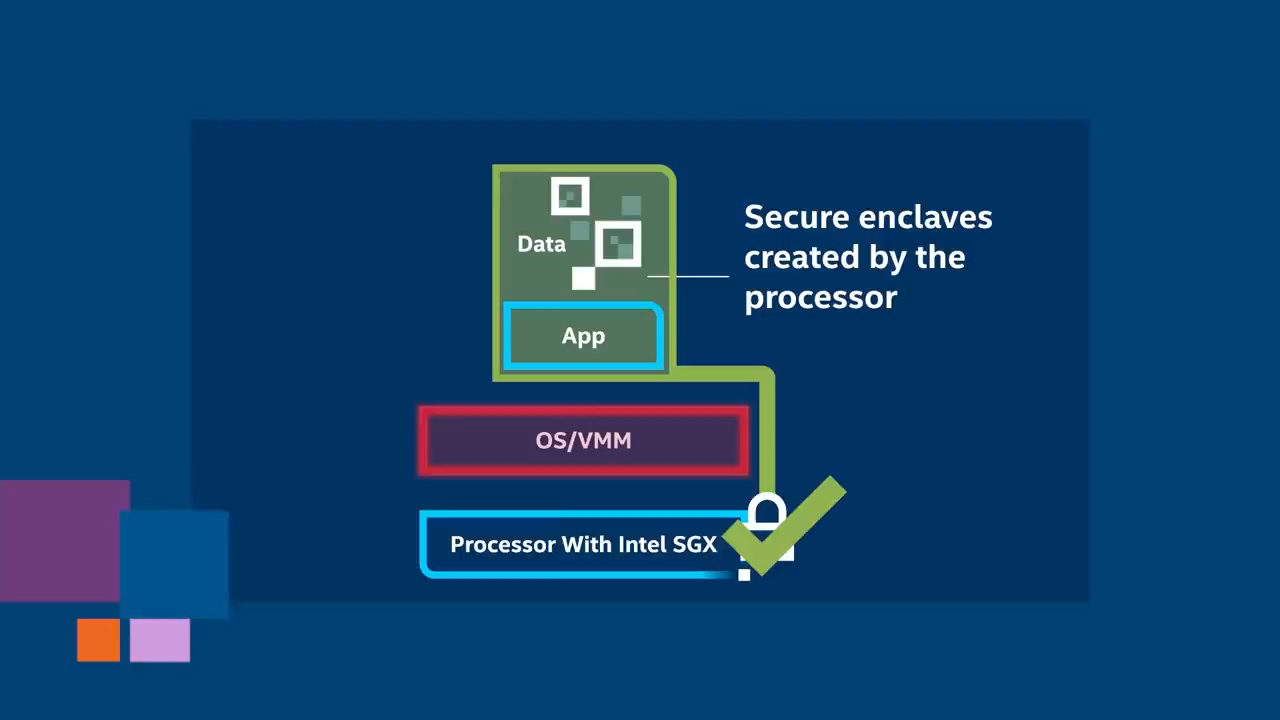 Data
Secure enclaves
created by the
processor
App
OS/VMM
Processor With Intel SGX